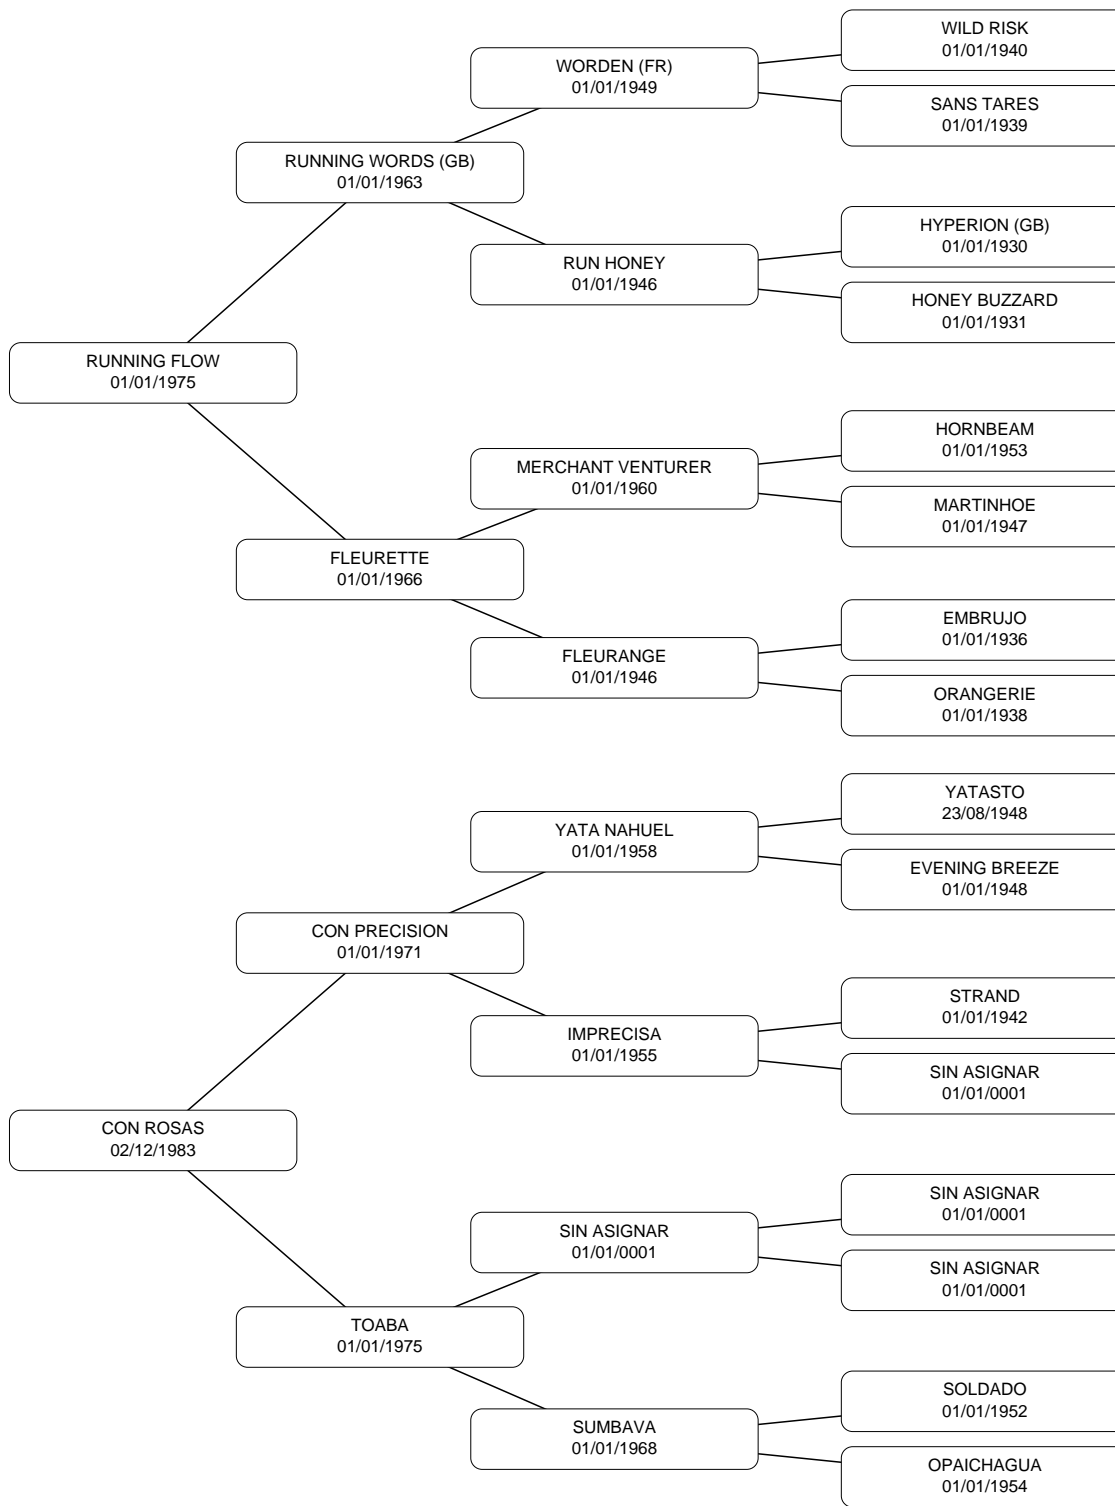 WILD RISK
01/01/1940
WORDEN (FR)
01/01/1949
SANS TARES
01/01/1939
RUNNING WORDS (GB)
01/01/1963
HYPERION (GB)
01/01/1930
RUN HONEY
01/01/1946
HONEY BUZZARD
01/01/1931
RUNNING FLOW
01/01/1975
HORNBEAM
01/01/1953
MERCHANT VENTURER
01/01/1960
MARTINHOE
01/01/1947
FLEURETTE
01/01/1966
EMBRUJO
01/01/1936
FLEURANGE
01/01/1946
ORANGERIE
01/01/1938
YATASTO
23/08/1948
YATA NAHUEL
01/01/1958
EVENING BREEZE
01/01/1948
CON PRECISION
01/01/1971
STRAND
01/01/1942
IMPRECISA
01/01/1955
SIN ASIGNAR
01/01/0001
CON ROSAS
02/12/1983
SIN ASIGNAR
01/01/0001
SIN ASIGNAR
01/01/0001
SIN ASIGNAR
01/01/0001
TOABA
01/01/1975
SOLDADO
01/01/1952
SUMBAVA
01/01/1968
OPAICHAGUA
01/01/1954